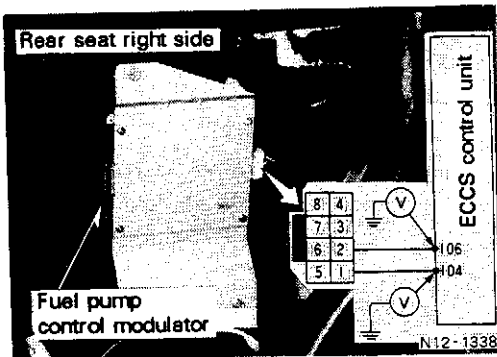 Rear seat right side
ECCS control unit
8 4
7 3
6 2
5 1
V
106
104
V
Fuel pump
control modulator
N12-1338